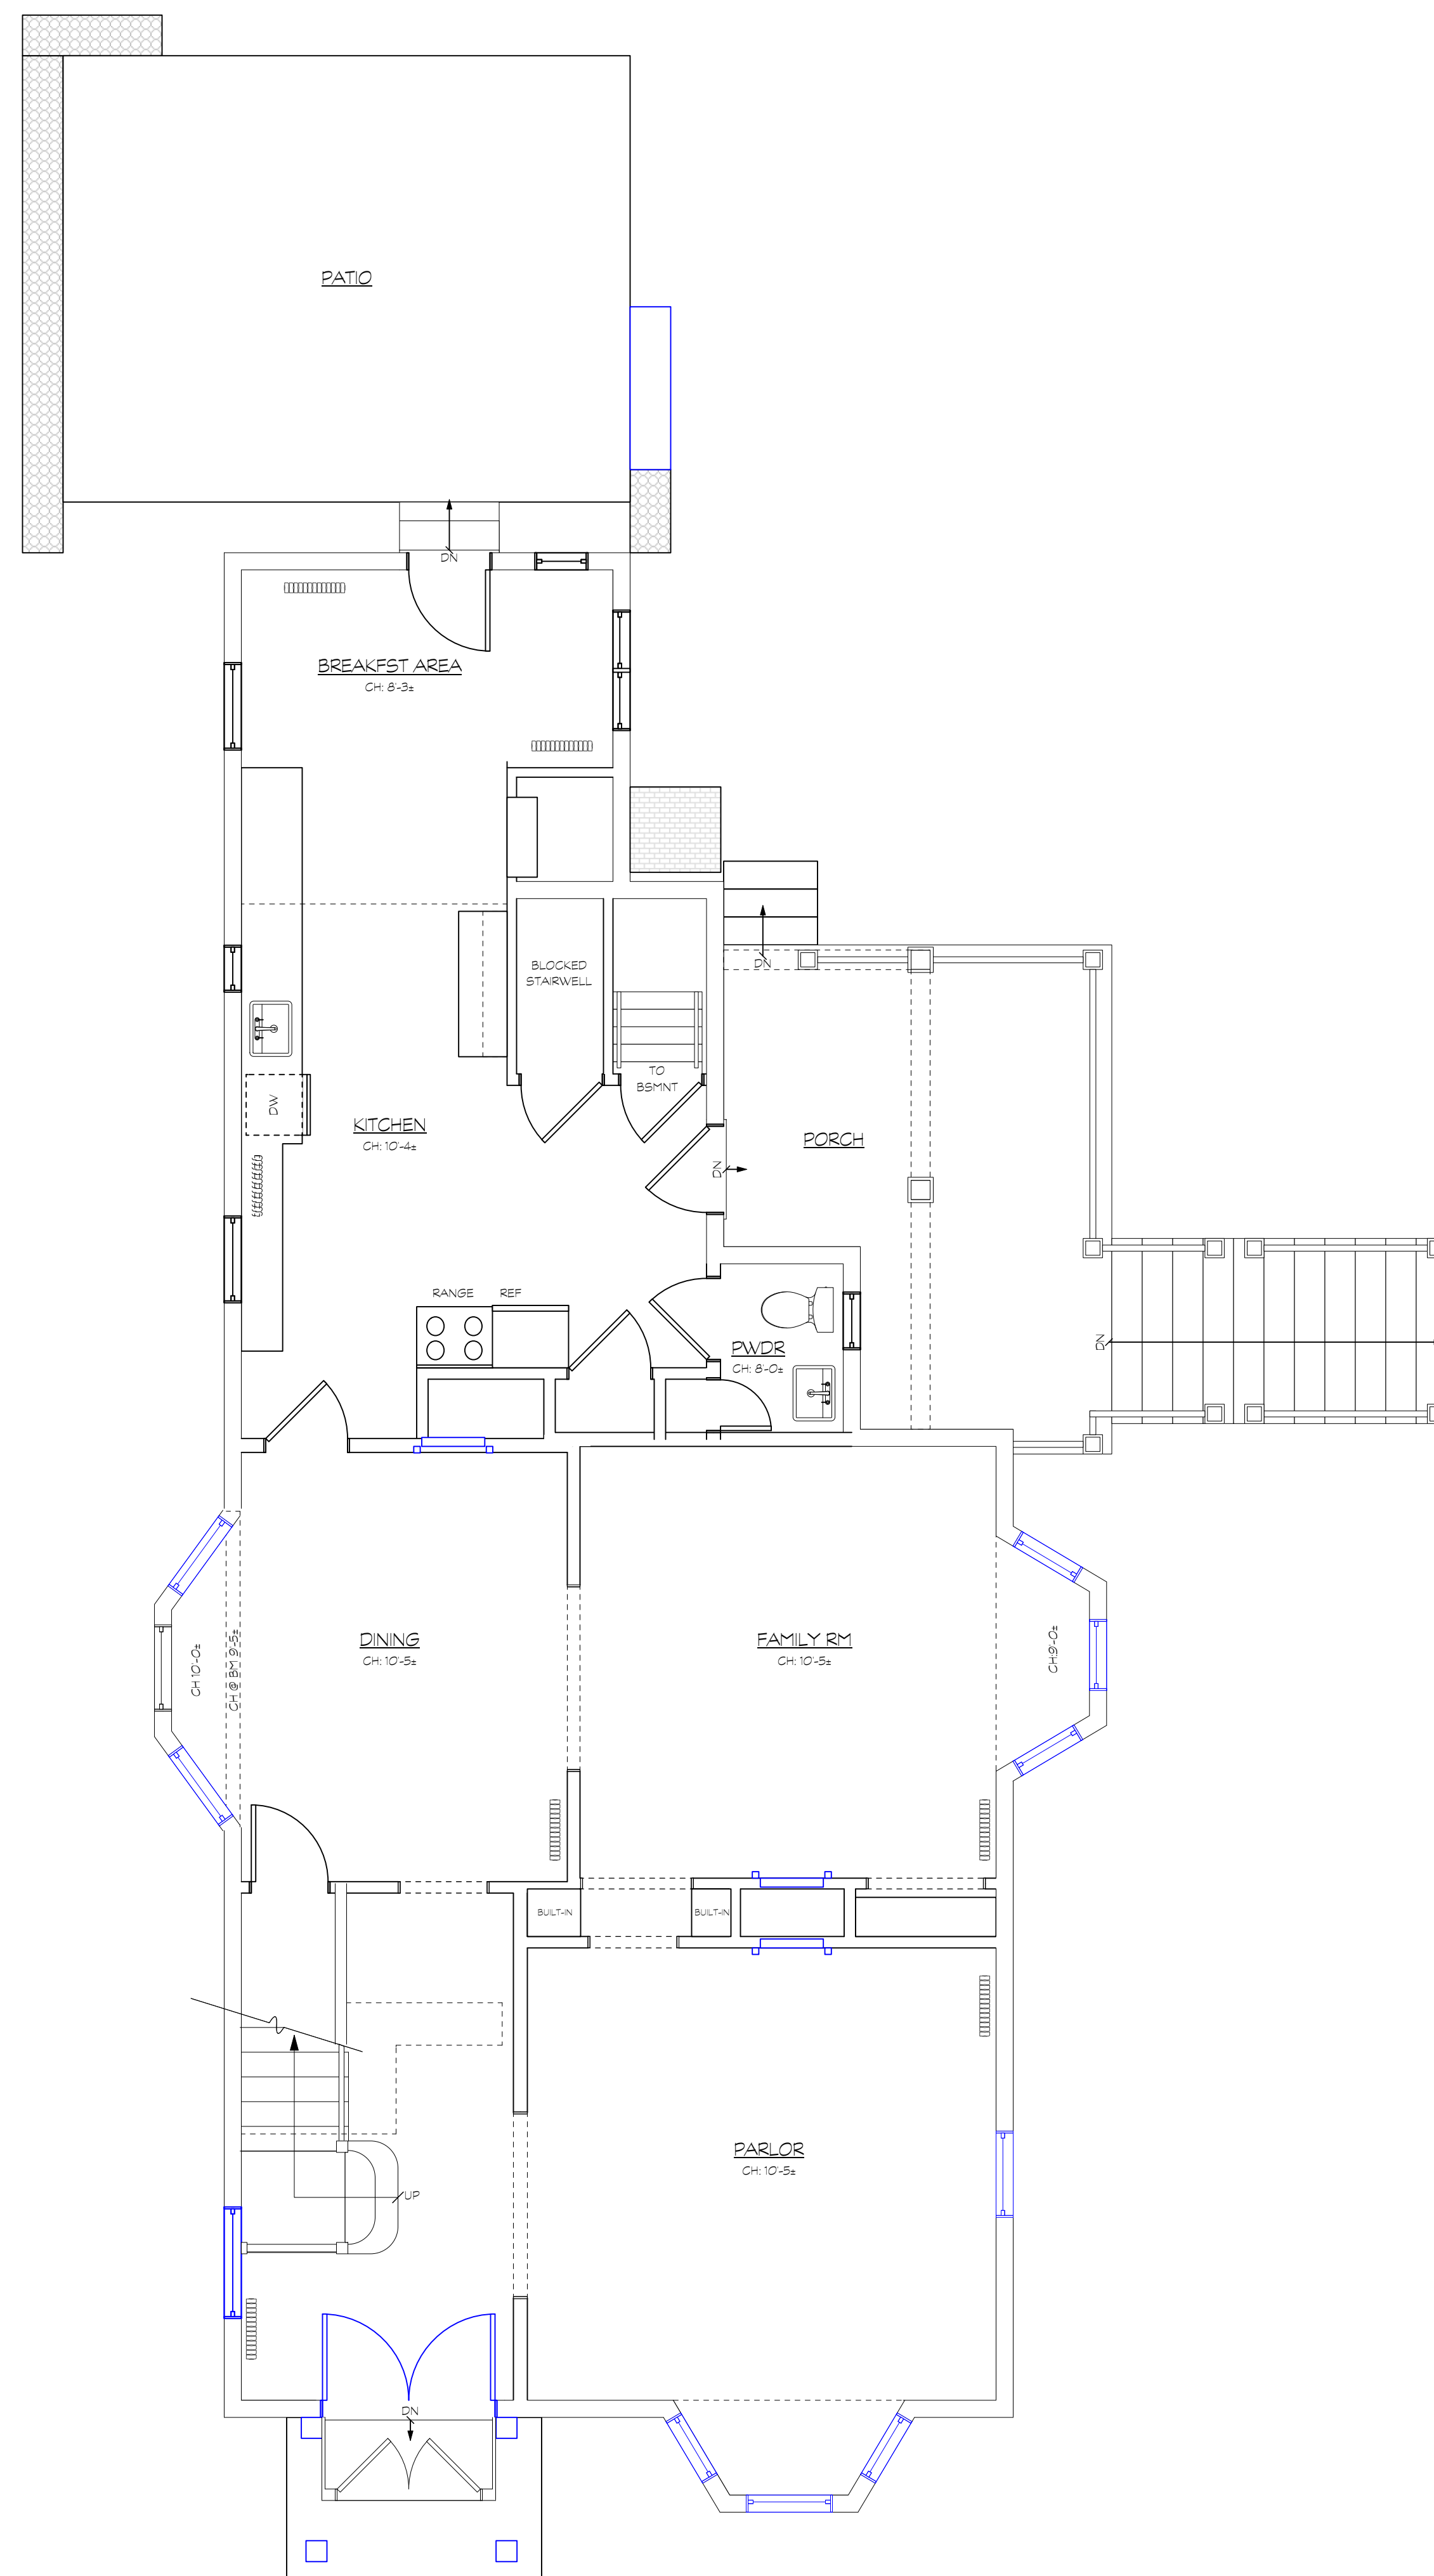 PATIO
DN
BREAKFST AREA
CH: 8'-3±
BLOCKED
STAIRWELL
DN
TO
BSMNT
DW
KITCHEN
CH: 10'-4±
PORCH
DN
RANGE
REF
PWDR
CH: 8'-0±
DN
DINING
CH: 10'-5±
CH 10'-0±
CH @ BM 9'-5±
FAMILY RM
CH: 10'-5±
CH:9'-0±
BUILT-IN
BUILT-IN
PARLOR
CH: 10'-5±
UP
DN